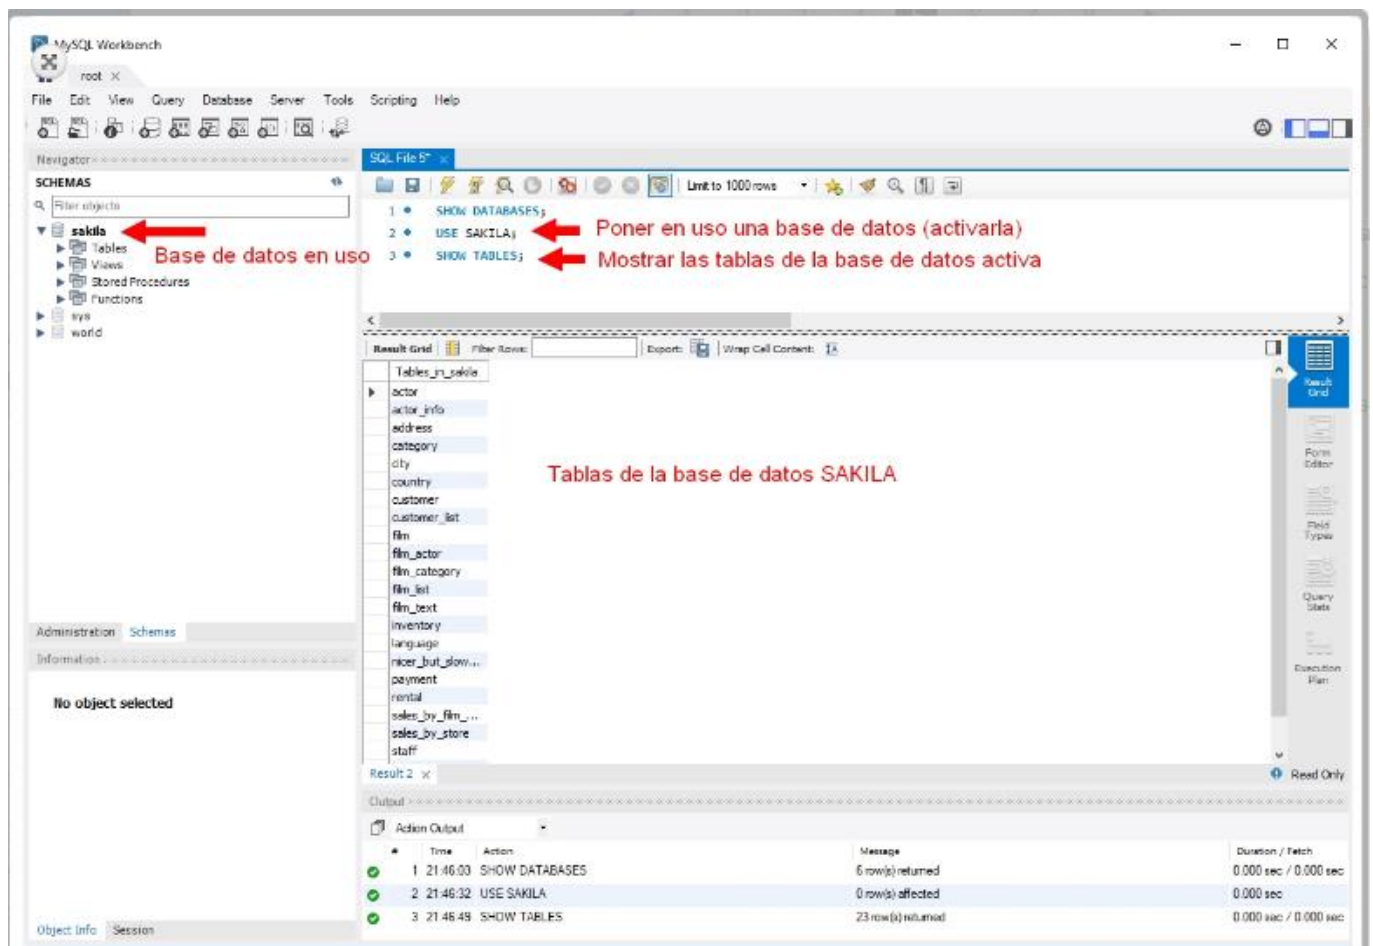 MySQL Workbench
root
File Edit View Query Database Server Tools Scripting Help
Navigator
SCHEMAS
Filter objects
sakila
Tables
Views
Stored Procedures
Functions
sys
world
Base de datos en uso
Administration Schemas
Information
No object selected
Object Info Session
SQL File 5*
Limit to 1000 rows
1 SHOW DATABASES;
2 USE SAKILA;
Poner en uso una base de datos (activarla)
3 SHOW TABLES;
Mostrar las tablas de la base de datos activa
Result Grid Filter Rows: Export: Wrap Cell Content:
Tables_in_sakila
actor
actor_info
address
category
city
country
customer
customer_list
film
film_actor
film_category
film_list
film_text
inventory
language
nicer_but_slow...
payment
rental
sales_by_film_...
sales_by_store
staff
Tablas de la base de datos SAKILA
Result
Grid
Form
Editor
Field
Types
Query
Stats
Execution
Plan
Result 2 Read Only
Output
Action Output
# Time Action Message Duration / Fetch
1 21:46:03 SHOW DATABASES 6 row(s) returned 0.000 sec / 0.000 sec
2 21:46:32 USE SAKILA 0 row(s) affected 0.000 sec
3 21:46:49 SHOW TABLES 23 row(s) returned 0.000 sec / 0.000 sec